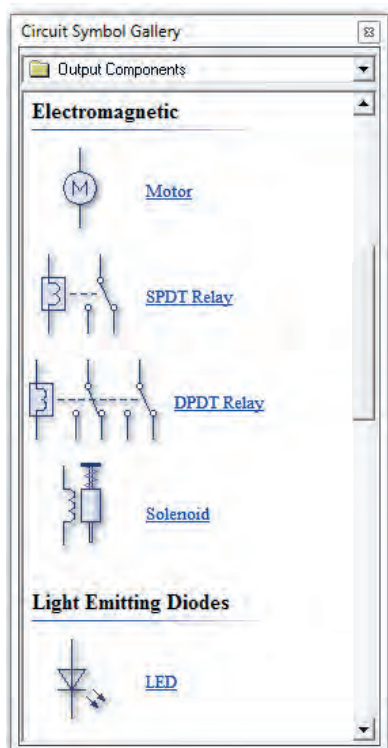 Circuit Symbol Gallery
Output Components
Electromagnetic
M
Motor
SPDT Relay
DPDT Relay
Solenoid
Light Emitting Diodes
LED